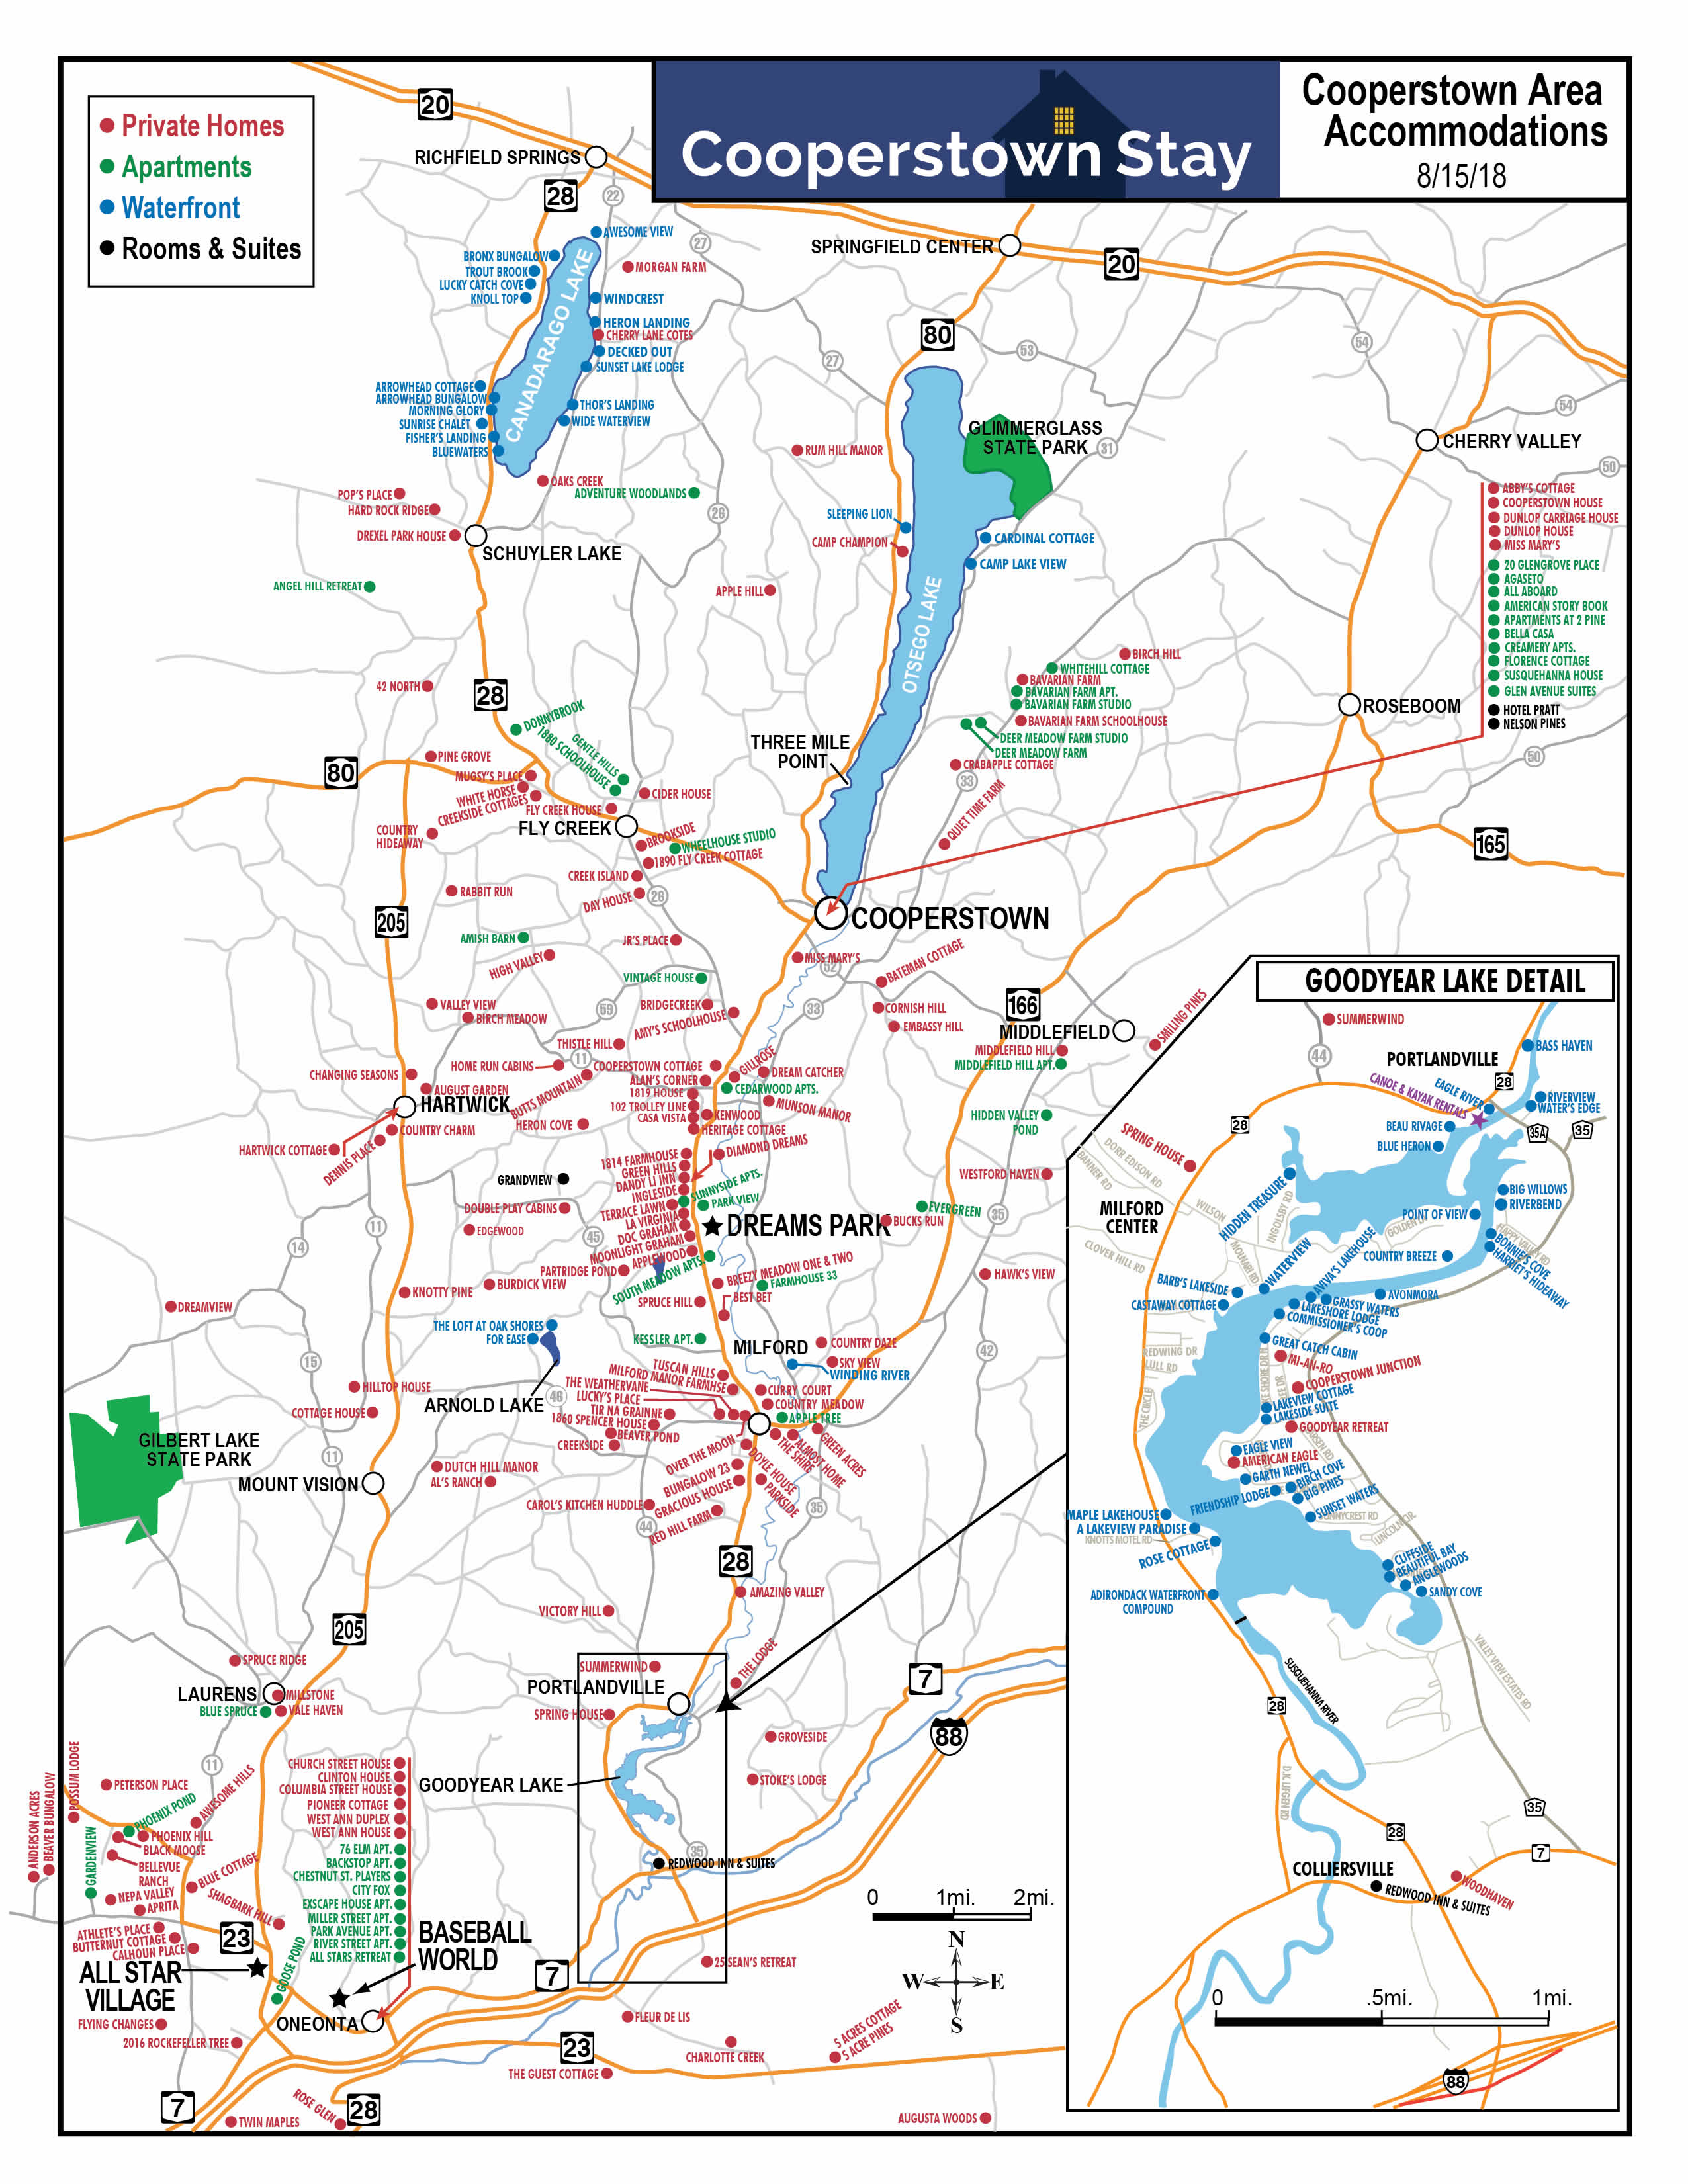 Cooperstown Stay
Cooperstown Area
Accommodations
8/15/18
Private Homes
Apartments
Waterfront
Rooms & Suites
20
RICHFIELD SPRINGS
28
22
27
SPRINGFIELD CENTER
20
AWESOME VIEW
BRONX BUNGALOW
TROUT BROOK
LUCKY CATCH COVE
KNOLL TOP
MORGAN FARM
WINDCREST
HERON LANDING
CHERRY LANE COTES
DECKED OUT
SUNSET LAKE LODGE
CANADARAGO LAKE
ARROWHEAD COTTAGE
ARROWHEAD BUNGALOW
MORNING GLORY
SUNRISE CHALET
FISHER'S LANDING
BLUEWATERS
THOR'S LANDING
WIDE WATERVIEW
80
53
27
54
54
GLIMMERGLASS
STATE PARK
31
CHERRY VALLEY
50
RUM HILL MANOR
OAKS CREEK
ADVENTURE WOODLANDS
POP'S PLACE
HARD ROCK RIDGE
DREXEL PARK HOUSE
SCHUYLER LAKE
26
SLEEPING LION
CAMP CHAMPION
CARDINAL COTTAGE
CAMP LAKE VIEW
OTSEGO LAKE
ANGEL HILL RETREAT
APPLE HILL
ABBY'S COTTAGE
COOPERSTOWN HOUSE
DUNLOP CARRIAGE HOUSE
DUNLOP HOUSE
MISS MARY'S
20 GLENGROVE PLACE
AGASETO
ALL ABOARD
AMERICAN STORY BOOK
APARTMENTS AT 2 PINE
BELLA CASA
CREAMERY APTS.
FLORENCE COTTAGE
SUSQUEHANNA HOUSE
GLEN AVENUE SUITES
HOTEL PRATT
NELSON PINES
50
BIRCH HILL
WHITEHILL COTTAGE
BAVARIAN FARM
BAVARIAN FARM APT.
BAVARIAN FARM STUDIO
BAVARIAN FARM SCHOOLHOUSE
DEER MEADOW FARM STUDIO
DEER MEADOW FARM
CRABAPPLE COTTAGE
33
QUIET TIME FARM
ROSEBOOM
165
THREE MILE
POINT
42 NORTH
28
DONNYBROOK
1880 SCHOOLHOUSE
GENTLE HILLS
80
PINE GROVE
MUGSY'S PLACE
WHITE HORSE
CREEKSIDE COTTAGES
FLY CREEK HOUSE
CIDER HOUSE
FLY CREEK
COUNTRY
HIDEAWAY
BROOKSIDE
WHEELHOUSE STUDIO
1890 FLY CREEK COTTAGE
CREEK ISLAND
DAY HOUSE
26
RABBIT RUN
205
COOPERSTOWN
AMISH BARN
HIGH VALLEY
JR'S PLACE
VINTAGE HOUSE
MISS MARY'S
52
BATEMAN COTTAGE
CORNISH HILL
EMBASSY HILL
33
166
MIDDLEFIELD
SMILING PINES
MIDDLEFIELD HILL
MIDDLEFIELD HILL APT.
VALLEY VIEW
BIRCH MEADOW
59
BRIDGECREEK
AMY'S SCHOOLHOUSE
THISTLE HILL
11
HOME RUN CABINS
BUTTS MOUNTAIN
HERON COVE
CHANGING SEASONS
AUGUST GARDEN
HARTWICK
COUNTRY CHARM
HARTWICK COTTAGE
DENNIS PLACE
COOPERSTOWN COTTAGE
GILLROSE
DREAM CATCHER
ALAN'S CORNER
1819 HOUSE
102 TROLLEY LINE
CASA VISTA
CEDARWOOD APTS.
MUNSON MANOR
KENWOOD
HERITAGE COTTAGE
1814 FARMHOUSE
GREEN HILLS
DANDY LI INN
INGLESIDE
TERRACE LAWN
LA VIRGINIA
DOC GRAHAM
MOONLIGHT GRAHAM
APPLEWOOD
DIAMOND DREAMS
SUNNYSIDE APTS.
PARK VIEW
DREAMS PARK
HIDDEN VALLEY
POND
WESTFORD HAVEN
EVERGREEN
BUCKS RUN
35
GRANDVIEW
DOUBLE PLAY CABINS
EDGEWOOD
45
11
14
PARTRIDGE POND
SOUTH MEADOW APTS.
BREEZY MEADOW ONE & TWO
FARMHOUSE 33
SPRUCE HILL
BEST BET
HAWK'S VIEW
KNOTTY PINE
BURDICK VIEW
DREAMVIEW
THE LOFT AT OAK SHORES
FOR EASE
KESSLER APT.
MILFORD
COUNTRY DAZE
SKY VIEW
WINDING RIVER
42
15
ARNOLD LAKE
46
HILLTOP HOUSE
COTTAGE HOUSE
TUSCAN HILLS
MILFORD MANOR FARMHSE
THE WEATHERVANE
LUCKY'S PLACE
TIR NA GRAINNE
1860 SPENCER HOUSE
BEAVER POND
CREEKSIDE
CURRY COURT
COUNTRY MEADOW
APPLE TREE
GREEN ACRES
ALMOST HOME
THE SHIRE
OVER THE MOON
DOYLE HOUSE
PARKSIDE
BUNGALOW 23
GRACIOUS HOUSE
RED HILL FARM
CAROL'S KITCHEN HUDDLE
44
35
GILBERT LAKE
STATE PARK
11
MOUNT VISION
DUTCH HILL MANOR
AL'S RANCH
28
AMAZING VALLEY
VICTORY HILL
205
SPRUCE RIDGE
LAURENS
MILLSTONE
BLUE SPRUCE
VALE HAVEN
SUMMERWIND
PORTLANDVILLE
SPRING HOUSE
THE LODGE
7
88
GROVESIDE
STOKE'S LODGE
GOODYEAR LAKE
35
REDWOOD INN & SUITES
11
POSSUM LODGE
ANDERSON ACRES
BEAVER BUNGALOW
PETERSON PLACE
PHOENIX POND
AWESOME HILLS
PHOENIX HILL
BLACK MOOSE
BELLEVUE
RANCH
GARDENVIEW
NEPA VALLEY
APRITA
BLUE COTTAGE
SHAGBARK HILL
ATHLETE'S PLACE
BUTTERNUT COTTAGE
CALHOUN PLACE
23
GOOSE POND
ALL STAR
VILLAGE
FLYING CHANGES
2016 ROCKEFELLER TREE
CHURCH STREET HOUSE
CLINTON HOUSE
COLUMBIA STREET HOUSE
PIONEER COTTAGE
WEST ANN DUPLEX
WEST ANN HOUSE
76 ELM APT.
BACKSTOP APT.
CHESTNUT ST. PLAYERS
CITY FOX
EXSCAPE HOUSE APT.
MILLER STREET APT.
PARK AVENUE APT.
RIVER STREET APT.
ALL STARS RETREAT
BASEBALL
WORLD
ONEONTA
7
25 SEAN'S RETREAT
FLEUR DE LIS
23
CHARLOTTE CREEK
THE GUEST COTTAGE
5 ACRES COTTAGE
5 ACRE PINES
AUGUSTA WOODS
7
TWIN MAPLES
ROSE GLEN
28
0 1mi. 2mi.
N
W E
S
GOODYEAR LAKE DETAIL
SUMMERWIND
44
PORTLANDVILLE
BASS HAVEN
28
CANOE & KAYAK RENTALS
EAGLE RIVER
RIVERVIEW
WATER'S EDGE
BEAU RIVAGE
BLUE HERON
35A
35
28
SPRING HOUSE
DORR EDISON RD
BANNER RD
MILFORD
CENTER
WILSON
CLOVER HILL RD
HIDDEN TREASURE
INGOLSBY RD
MOUNARI RD
BIG WILLOWS
RIVERBEND
POINT OF VIEW
GOLDEN
COUNTRY BREEZE
BONNIE'S COVE
HARRIET'S HIDEAWAY
WATERVIEW
ANIVA'S LAKEHOUSE
BARB'S LAKESIDE
CASTAWAY COTTAGE
AVONMORA
GRASSY WATERS
LAKESHORE LODGE
COMMISSIONER'S COOP
GREAT CATCH CABIN
MI-AN-RO
COOPERSTOWN JUNCTION
REDWING DR
LULL RD
THE CIRCLE
LAKEVIEW COTTAGE
LAKESIDE SUITE
GOODYEAR RETREAT
EAGLE VIEW
AMERICAN EAGLE
GARTH NEWEL
BIRCH COVE
BIG PINES
FRIENDSHIP LODGE
SUNSET WATERS
LINCOLN DR.
MAPLE LAKEHOUSE
A LAKEVIEW PARADISE
KNOTTS MOTEL RD
ROSE COTTAGE
CLIFFSIDE
BEAUTIFUL BAY
ANGLEWOODS
SANDY COVE
ADIRONDACK WATERFRONT
COMPOUND
SUSQUEHANNA RIVER
VALLEY VIEW ESTATES RD
28
D.K. LIFGEN RD
35
28
7
COLLIERSVILLE
WOODHAVEN
REDWOOD INN & SUITES
0 .5mi. 1mi.
88